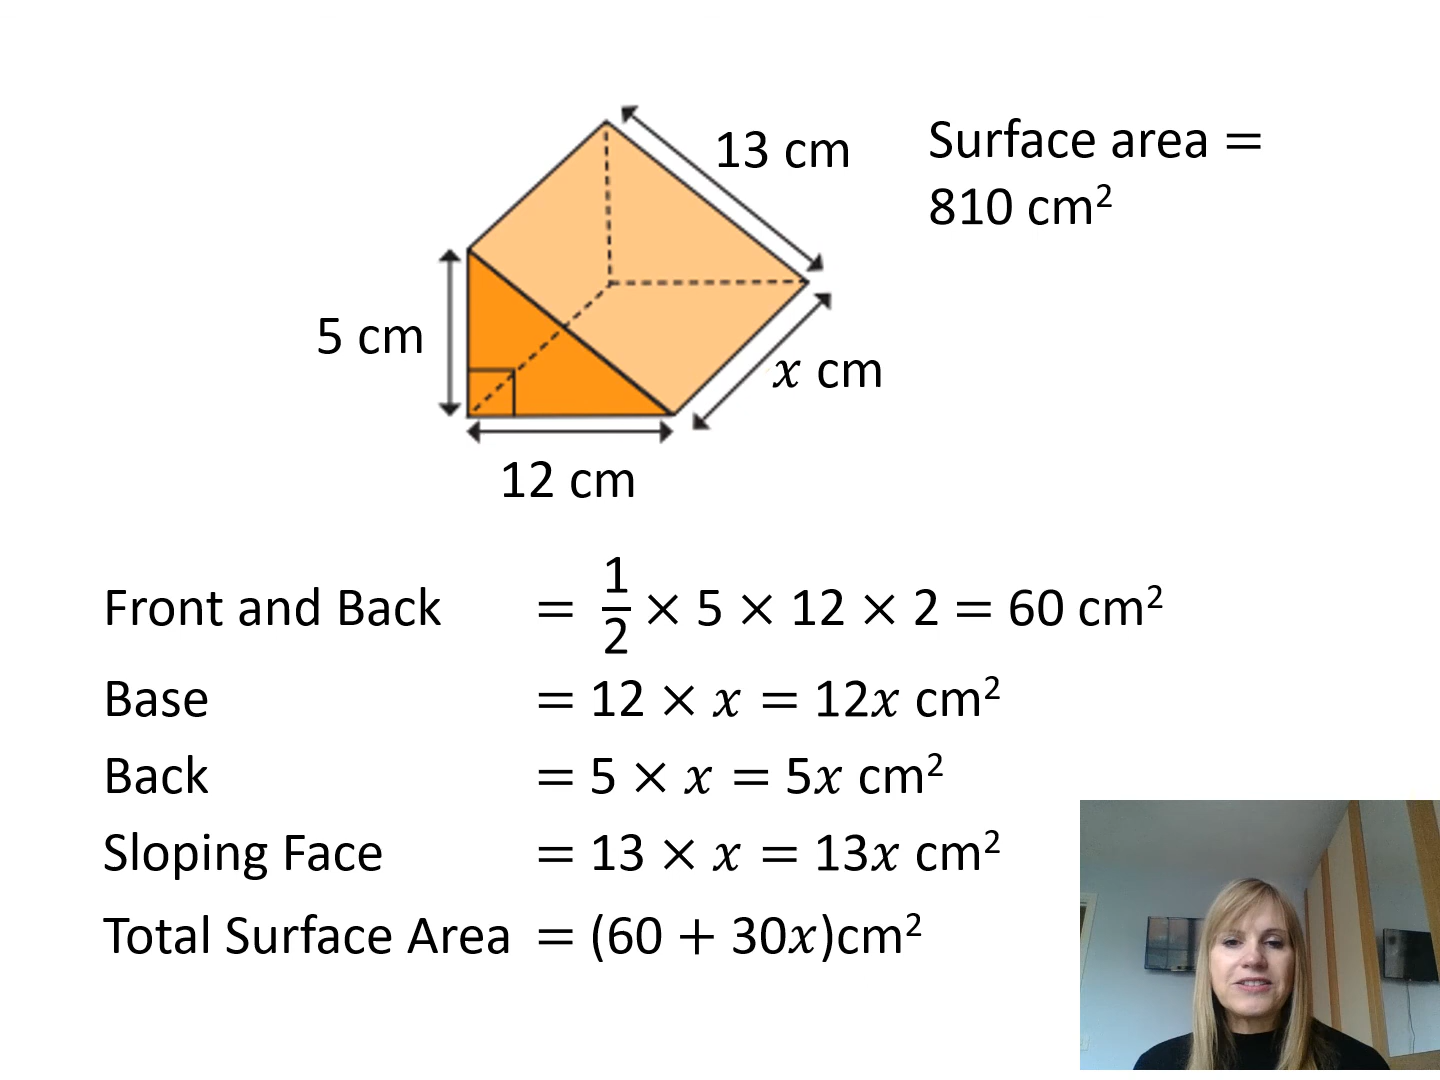 13 cm
Surface area =
810 cm²
5 cm
x cm
12 cm
Front and Back = 1/2 × 5 × 12 × 2 = 60 cm²
Base = 12 × x = 12x cm²
Back = 5 × x = 5x cm²
Sloping Face = 13 × x = 13x cm²
Total Surface Area = (60 + 30x)cm²